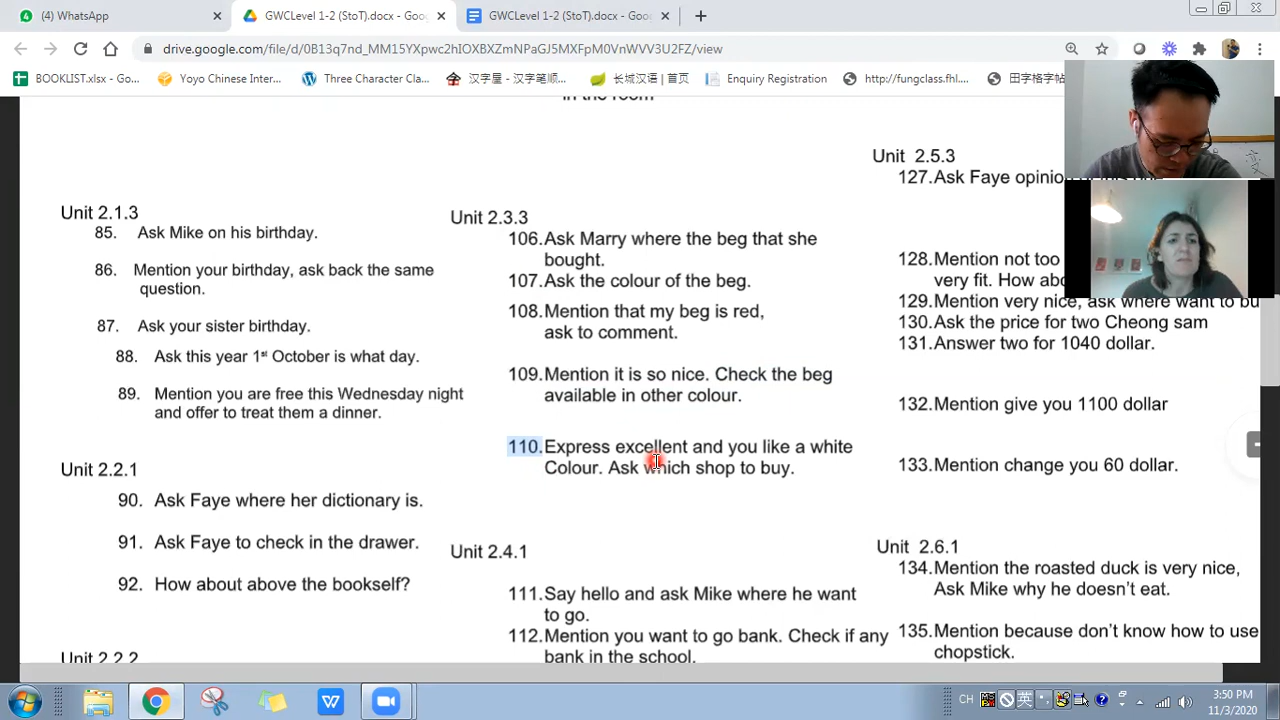 (4) WhatsApp
GWCLevel 1-2 (StoT).docx - Goo
GWCLevel 1-2 (StoT).docx - Goo
drive.google.com/file/d/0B13q7nd_MM15YXpwc2hIOXBXZmNPaGJ5MXFpM0VnWVV3U2FZ/view
BOOKLIST.xlsx - Go...
Yoyo Chinese Inter...
Three Character Cla...
汉字屋 - 汉字笔顺...
长城汉语 | 首页
Enquiry Registration
http://fungclass.fhl....
田字格字帖
in the room
Unit 2.1.3
85. Ask Mike on his birthday.
86. Mention your birthday, ask back the same
question.
87. Ask your sister birthday.
88. Ask this year 1st October is what day.
89. Mention you are free this Wednesday night
and offer to treat them a dinner.
Unit 2.2.1
90. Ask Faye where her dictionary is.
91. Ask Faye to check in the drawer.
92. How about above the bookself?
Unit 2.2.2
Unit 2.3.3
106. Ask Marry where the beg that she
bought.
107. Ask the colour of the beg.
108. Mention that my beg is red,
ask to comment.
109. Mention it is so nice. Check the beg
available in other colour.
110. Express excellent and you like a white
Colour. Ask which shop to buy.
Unit 2.4.1
111. Say hello and ask Mike where he want
to go.
112. Mention you want to go bank. Check if any
bank in the school.
Unit 2.5.3
127. Ask Faye opinion
128. Mention not too
very fit. How abo
129. Mention very nice, ask where want to bu
130. Ask the price for two Cheong sam
131. Answer two for 1040 dollar.
132. Mention give you 1100 dollar
133. Mention change you 60 dollar.
Unit 2.6.1
134. Mention the roasted duck is very nice,
Ask Mike why he doesn't eat.
135. Mention because don't know how to use
chopstick.
CH
英
3:50 PM
11/3/2020